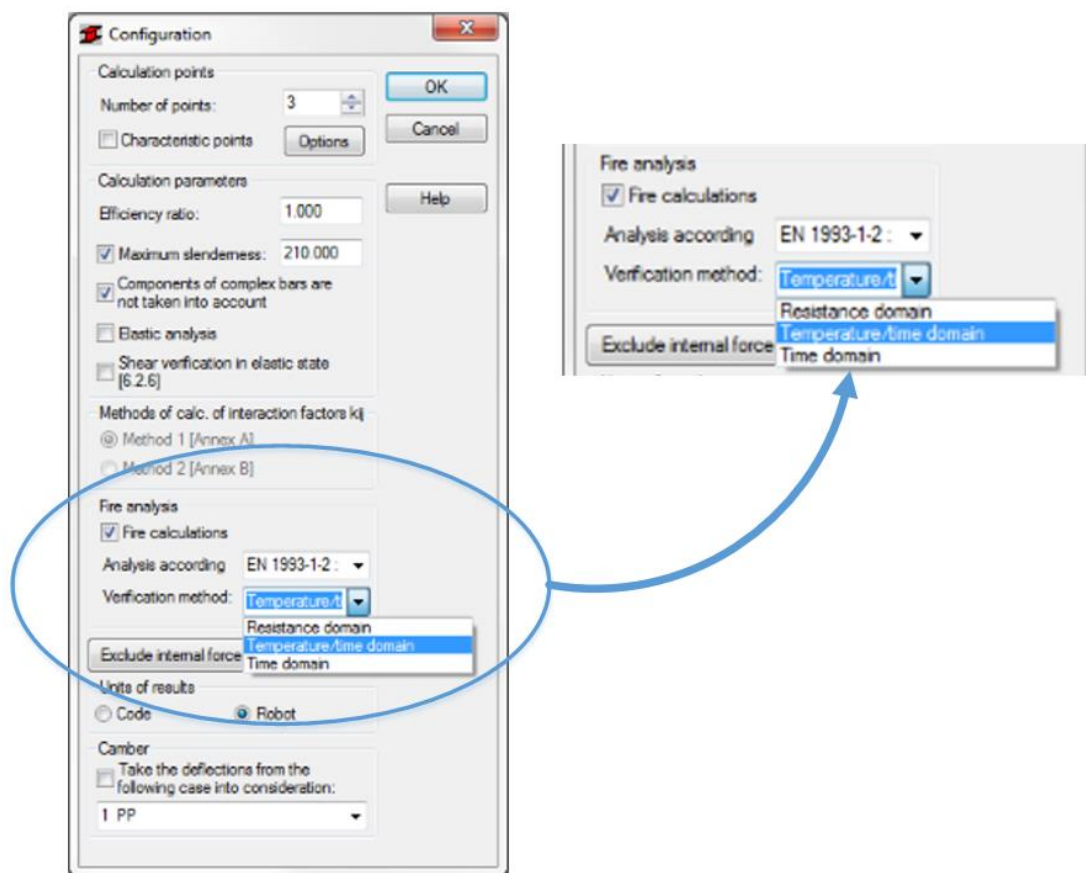 Configuration
Calculation points
Number of points: 3
Characteristic points Options
Calculation parameters
Efficiency ratio: 1.000
Maximum slenderness: 210.000
Components of complex bars are
not taken into account
Elastic analysis
Shear verification in elastic state
[6.2.6]
Methods of calc. of interaction factors kij
Method 1 [Annex A]
Method 2 [Annex B]
Fire analysis
Fire calculations
Analysis according EN 1993-1-2 :
Verification method: Temperature/t
Resistance domain
Temperature/time domain
Time domain
Exclude internal force
Units of results
Code Robot
Camber
Take the deflections from the
following case into consideration:
1 PP
OK
Cancel
Help
Fire analysis
Fire calculations
Analysis according EN 1993-1-2 :
Verification method: Temperature/t
Resistance domain
Temperature/time domain
Time domain
Exclude internal force